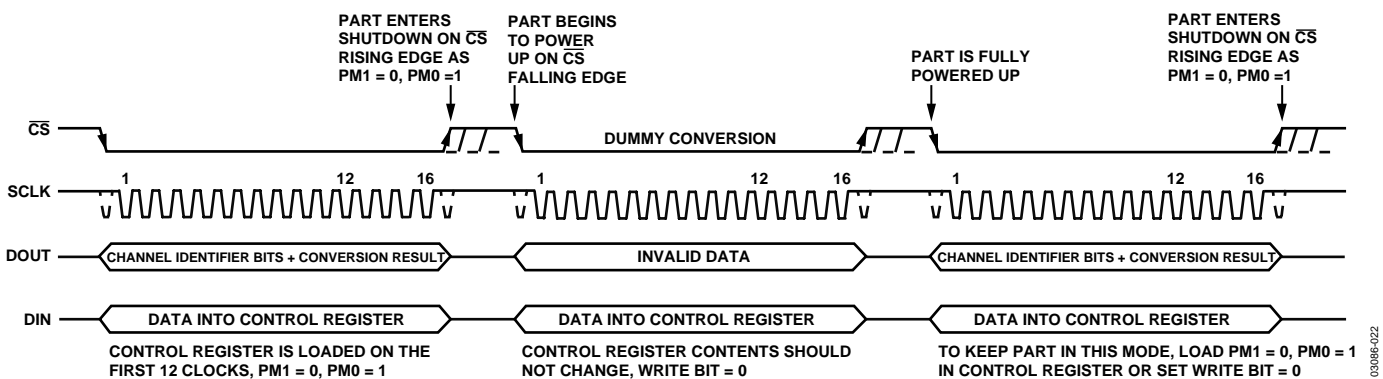 PART ENTERS
SHUTDOWN ON CS
RISING EDGE AS
PM1 = 0, PM0 =1
PART BEGINS
TO POWER
UP ON CS
FALLING EDGE
PART IS FULLY
POWERED UP
PART ENTERS
SHUTDOWN ON CS
RISING EDGE AS
PM1 = 0, PM0 =1
CS
DUMMY CONVERSION
SCLK
1 12 16 1 12 16 1 12 16
DOUT
CHANNEL IDENTIFIER BITS + CONVERSION RESULT
INVALID DATA
CHANNEL IDENTIFIER BITS + CONVERSION RESULT
DIN
DATA INTO CONTROL REGISTER
DATA INTO CONTROL REGISTER
DATA INTO CONTROL REGISTER
CONTROL REGISTER IS LOADED ON THE
FIRST 12 CLOCKS, PM1 = 0, PM0 = 1
CONTROL REGISTER CONTENTS SHOULD
NOT CHANGE, WRITE BIT = 0
TO KEEP PART IN THIS MODE, LOAD PM1 = 0, PM0 = 1
IN CONTROL REGISTER OR SET WRITE BIT = 0
03086-022